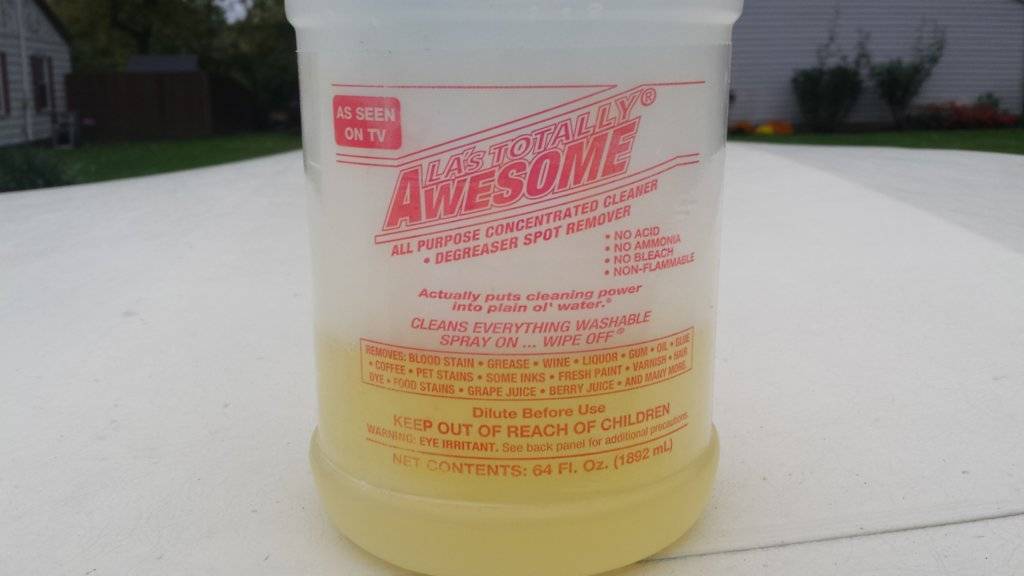 AS SEEN
ON TV
LA'S TOTALLY®
AWESOME
ALL PURPOSE CONCENTRATED CLEANER
• DEGREASER SPOT REMOVER
• NO ACID
• NO AMMONIA
• NO BLEACH
• NON-FLAMMABLE
Actually puts cleaning power
into plain ol' water.®
CLEANS EVERYTHING WASHABLE
SPRAY ON ... WIPE OFF®
REMOVES: BLOOD STAIN • GREASE • WINE • LIQUOR • GUM • OIL • GLUE
• COFFEE • PET STAINS • SOME INKS • FRESH PAINT • VARNISH • HAIR
DYE • FOOD STAINS • GRAPE JUICE • BERRY JUICE • AND MANY MORE
Dilute Before Use
KEEP OUT OF REACH OF CHILDREN
WARNING: EYE IRRITANT. See back panel for additional precautions.
NET CONTENTS: 64 Fl. Oz. (1892 mL)